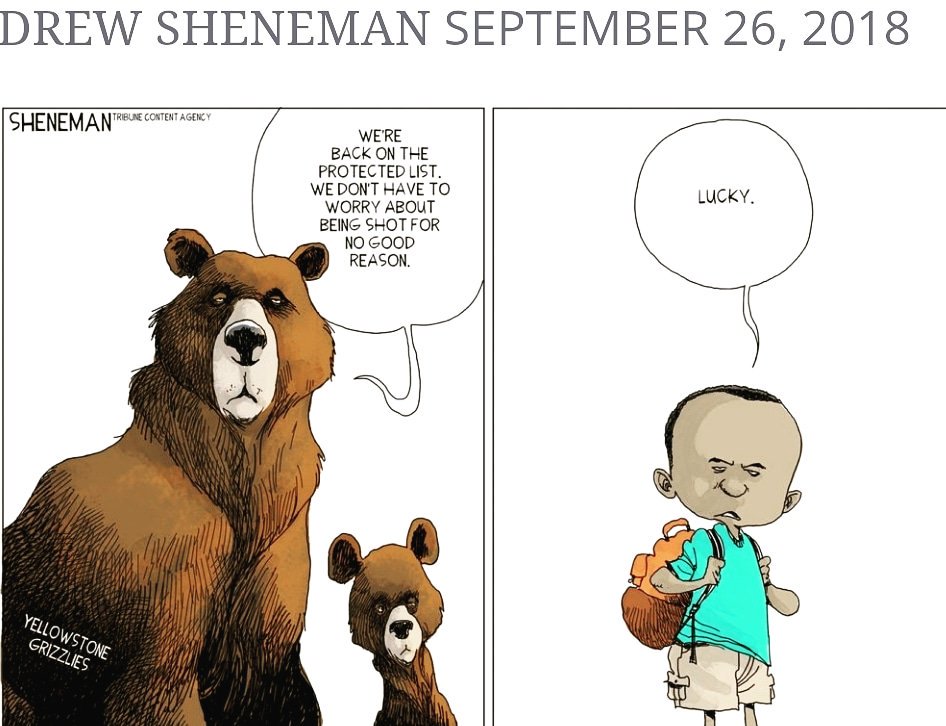 DREW SHENEMAN SEPTEMBER 26, 2018
SHENEMAN TRIBUNE CONTENT AGENCY
WE'RE
BACK ON THE
PROTECTED LIST.
WE DON'T HAVE TO
WORRY ABOUT
BEING SHOT FOR
NO GOOD
REASON.
YELLOWSTONE
GRIZZLIES
LUCKY.